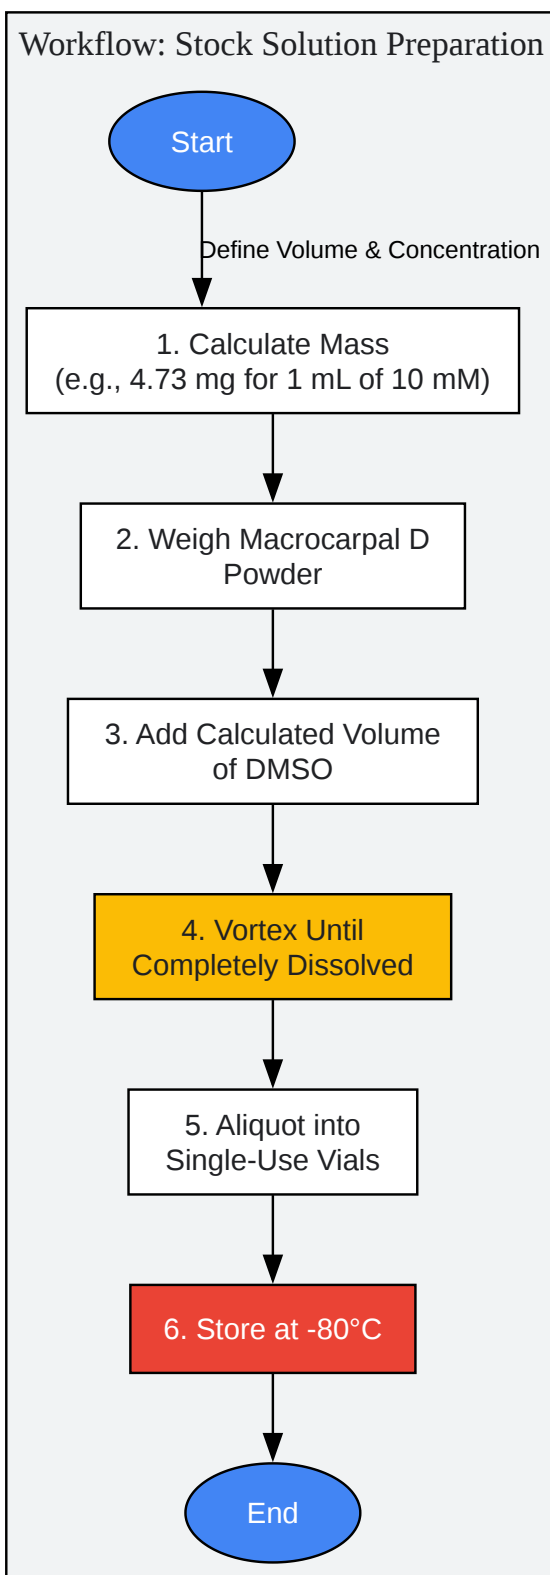 Workflow: Stock Solution Preparation
Start
Define Volume & Concentration
1. Calculate Mass
(e.g., 4.73 mg for 1 mL of 10 mM)
2. Weigh Macrocarpal D
Powder
3. Add Calculated Volume
of DMSO
4. Vortex Until
Completely Dissolved
5. Aliquot into
Single-Use Vials
6. Store at -80°C
End